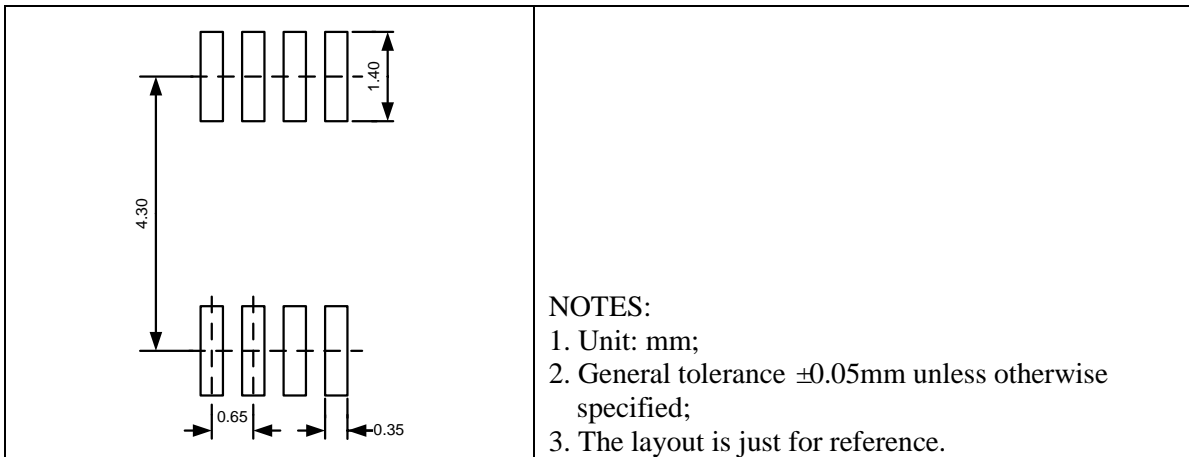 1.40
4.30
0.65
0.35
NOTES:
1. Unit: mm;
2. General tolerance ±0.05mm unless otherwise
specified;
3. The layout is just for reference.